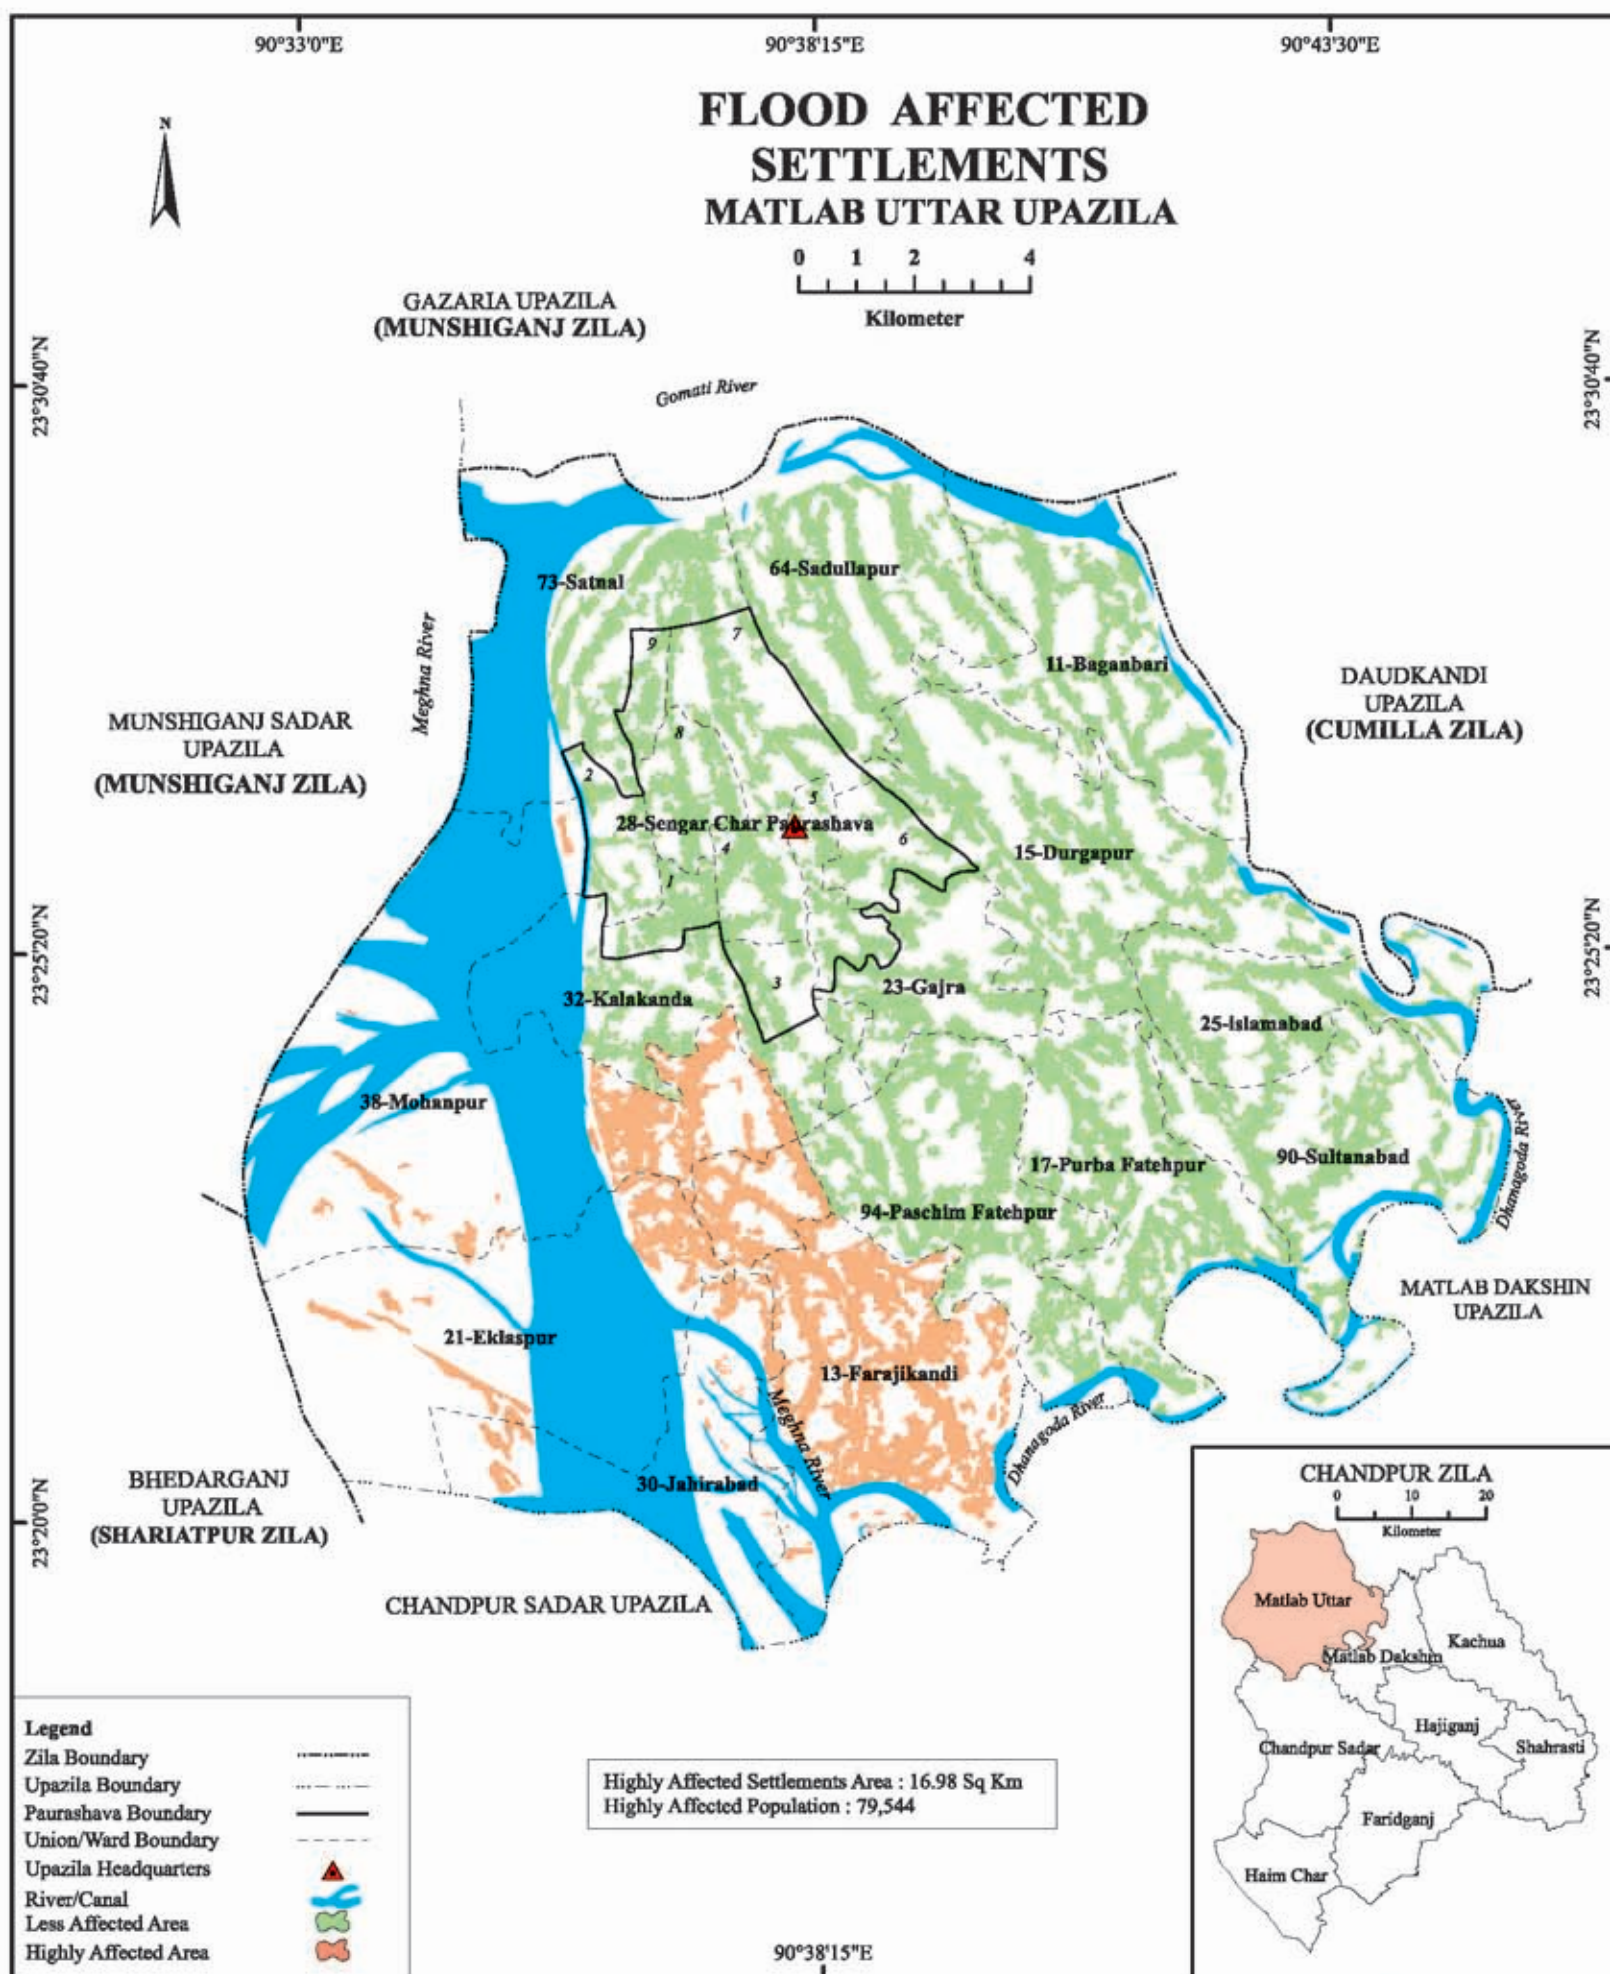 90°33'0"E
90°38'15"E
90°43'30"E
FLOOD AFFECTED
SETTLEMENTS
MATLAB UTTAR UPAZILA
N
0 1 2 4
Kilometer
GAZARIA UPAZILA
(MUNSHIGANJ ZILA)
23°30'40"N
23°30'40"N
Gomati River
73-Satnal
64-Sadullapur
9
7
Meghna River
11-Baganbari
DAUDKANDI
UPAZILA
(CUMILLA ZILA)
MUNSHIGANJ SADAR
UPAZILA
(MUNSHIGANJ ZILA)
8
2
5
28-Sengar Char Paurashava
6
4
15-Durgapur
1
23°25'20"N
23°25'20"N
3
23-Gajra
32-Kalakanda
25-Islamabad
38-Mohanpur
Dhanagoda River
17-Purba Fatehpur
90-Sultanabad
94-Paschim Fatehpur
MATLAB DAKSHIN
UPAZILA
21-Eklaspur
13-Farajikandi
Meghna River
Dhanagoda River
30-Jahirabad
BHEDARGANJ
UPAZILA
(SHARIATPUR ZILA)
23°20'0"N
CHANDPUR SADAR UPAZILA
CHANDPUR ZILA
0 10 20
Kilometer
Matlab Uttar
Matlab Dakshin
Kachua
Hajiganj
Shahrasti
Chandpur Sadar
Faridganj
Haim Char
Legend
Zila Boundary
Upazila Boundary
Paurashava Boundary
Union/Ward Boundary
Upazila Headquarters
River/Canal
Less Affected Area
Highly Affected Area
Highly Affected Settlements Area : 16.98 Sq Km
Highly Affected Population : 79,544
90°38'15"E